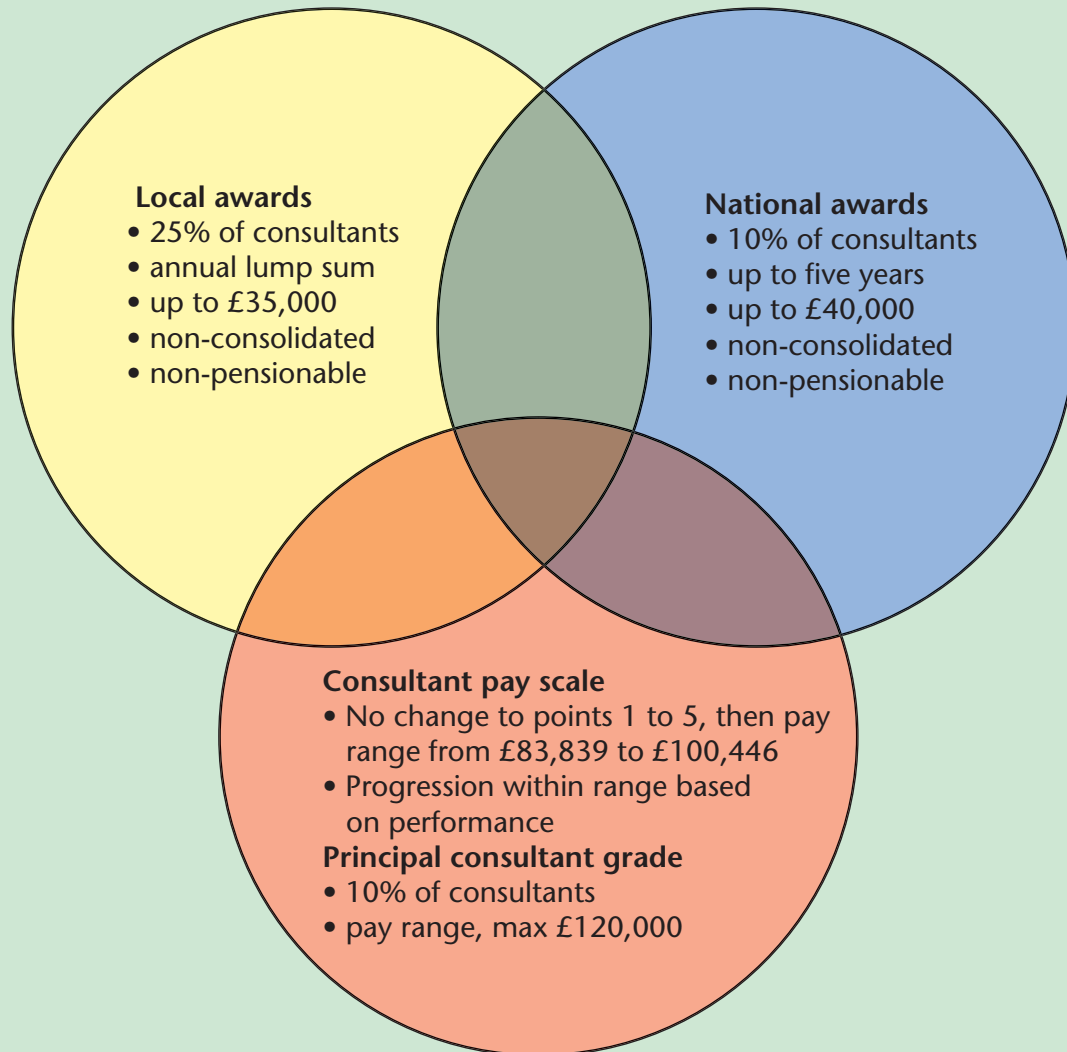 Local awards
• 25% of consultants
• annual lump sum
• up to £35,000
• non-consolidated
• non-pensionable
National awards
• 10% of consultants
• up to five years
• up to £40,000
• non-consolidated
• non-pensionable
Consultant pay scale
• No change to points 1 to 5, then pay
range from £83,839 to £100,446
• Progression within range based
on performance
Principal consultant grade
• 10% of consultants
• pay range, max £120,000